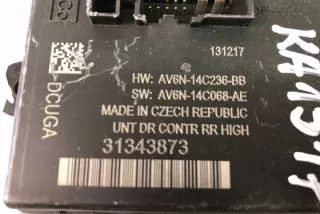 131217
HW: AV6N-14C236-BB
SW: AV6N-14C068-AE
MADE IN CZECH REPUBLIC
UNT DR CONTR RR HIGH
31343873
DCUGA